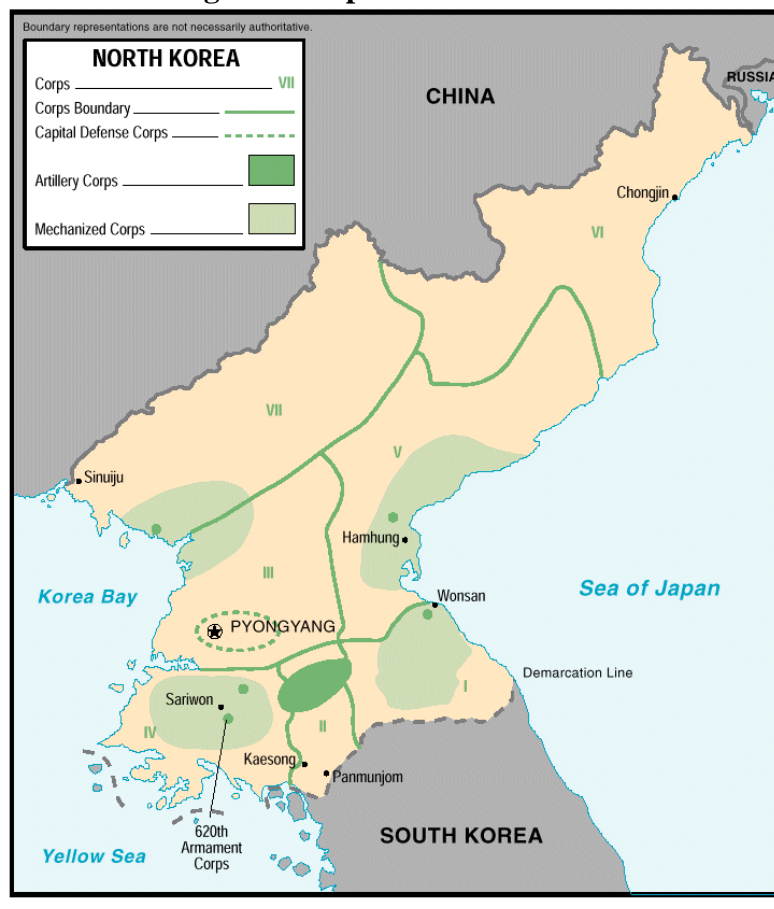 Boundary representations are not necessarily authoritative.
NORTH KOREA
Corps VII
Corps Boundary
Capital Defense Corps
Artillery Corps
Mechanized Corps
CHINA
RUSSIA
Chongjin
VI
VII
V
Sinuiju
Hamhung
III
Korea Bay
Wonsan
Sea of Japan
PYONGYANG
Demarcation Line
Sariwon
I
IV
II
Kaesong
Panmunjom
620th
Armament
Corps
SOUTH KOREA
Yellow Sea